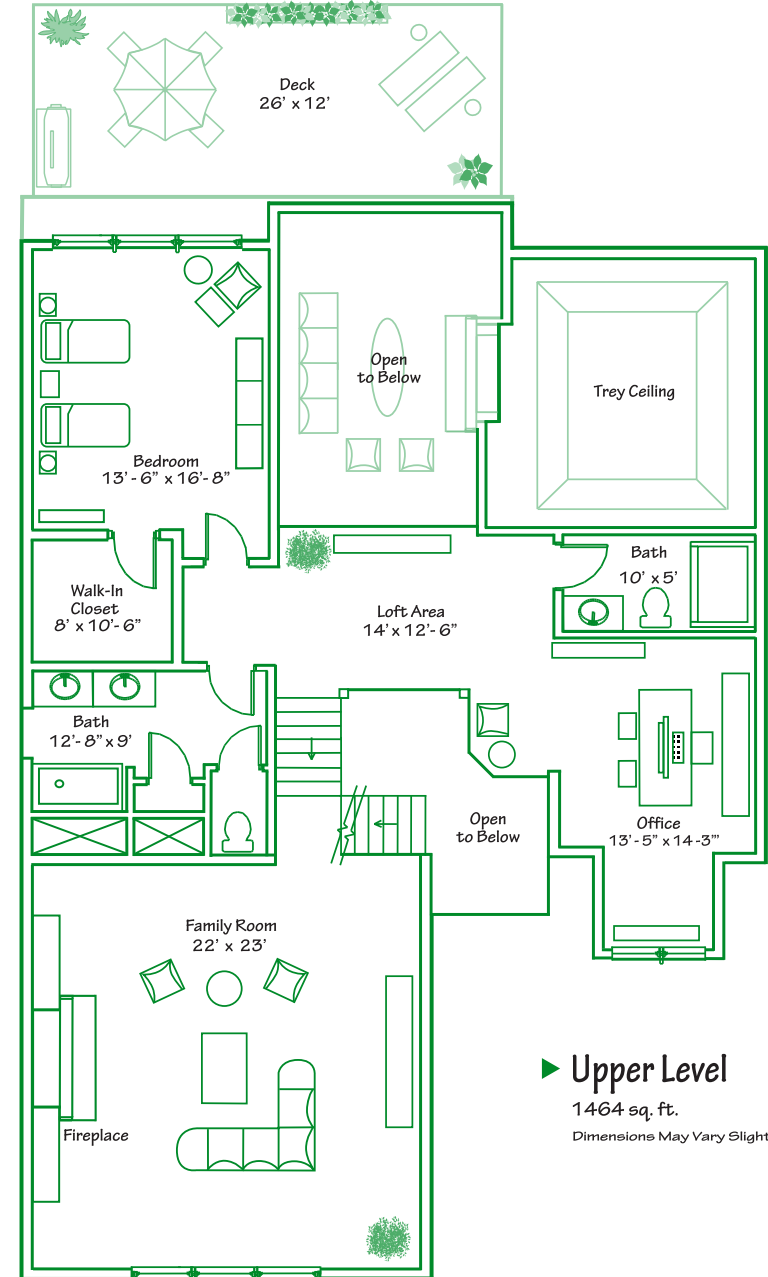 Deck
26' x 12'
Open
to Below
Trey Ceiling
Bedroom
13' - 6" x 16' - 8"
Bath
10' x 5'
Walk-In
Closet
8' x 10' - 6"
Loft Area
14' x 12' - 6"
Bath
12' - 8" x 9'
Open
to Below
Office
13' - 5" x 14 -3'"
Family Room
22' x 23'
Fireplace
Upper Level
1464 sq. ft.
Dimensions May Vary Slight